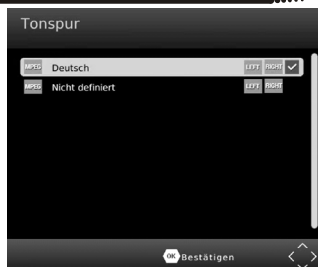 Tonspur
MPEG Deutsch LEFT RIGHT
MPEG Nicht definiert LEFT RIGHT
OK Bestätigen